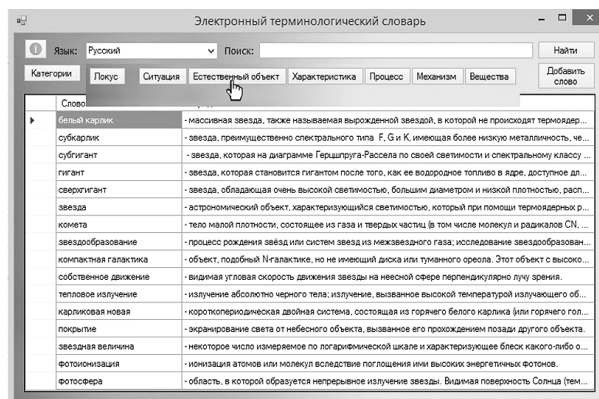 Электронный терминологический словарь
Язык: Русский Поиск: Найти
Категории Локус Ситуация Естественный объект Характеристика Процесс Механизм Вещества Добавить слово
Слово
белый карлик - массивная звезда, также называемая вырожденной звездой, в которой не происходят термоядер...
субкарлик - звезда, преимущественно спектрального типа F, G и K, имеющая более низкую металличность, че...
субгигант - звезда, которая на диаграмме Герцшпруга-Рассела по своей светимости и спектральному классу ...
гигант - звезда, которая становится гигантом после того, как ее водородное топливо в ядре, доступное дл...
сверхгигант - звезда, обладающая очень высокой светимостью, большим диаметром и низкой плотностью, расп...
звезда - астрономический объект, характеризующийся светимостью, который при помощи термоядерных р...
комета - тело малой плотности, состоящее из газа и твердых частиц (в том числе молекул и радикалов CN, ...
звездообразование - процесс рождения звёзд или систем звезд из межзвездного газа; исследование звездообразован...
компактная галактика - объект, подобный N-галактике, но не имеющий диска или туманного ореола. Этот объект с высоко...
собственное движение - видимая угловая скорость движения звезды на неесной сфере перпендикулярно лучу зрения.
тепловое излучение - излучение абсолютно черного тела; излучение, вызванное высокой температурой излучающего об...
карликовая новая - короткопериодическая двойная система, состоящая из горячего белого карлика (или горячего гол...
покрытие - экранирование света от небесного объекта, вызванное его прохождением позади другого объекта.
звездная величина - некоторое число измеряемое по логарифмической шкале и характеризующее блеск какого-либо о...
фотоионизация - ионизация атомов или молекул вследствие поглощения ими высоких энергетичных фотонов.
фотосфера - область, в которой образуется непрерывное излучение звезды. Видимая поверхность Солнца (тем...